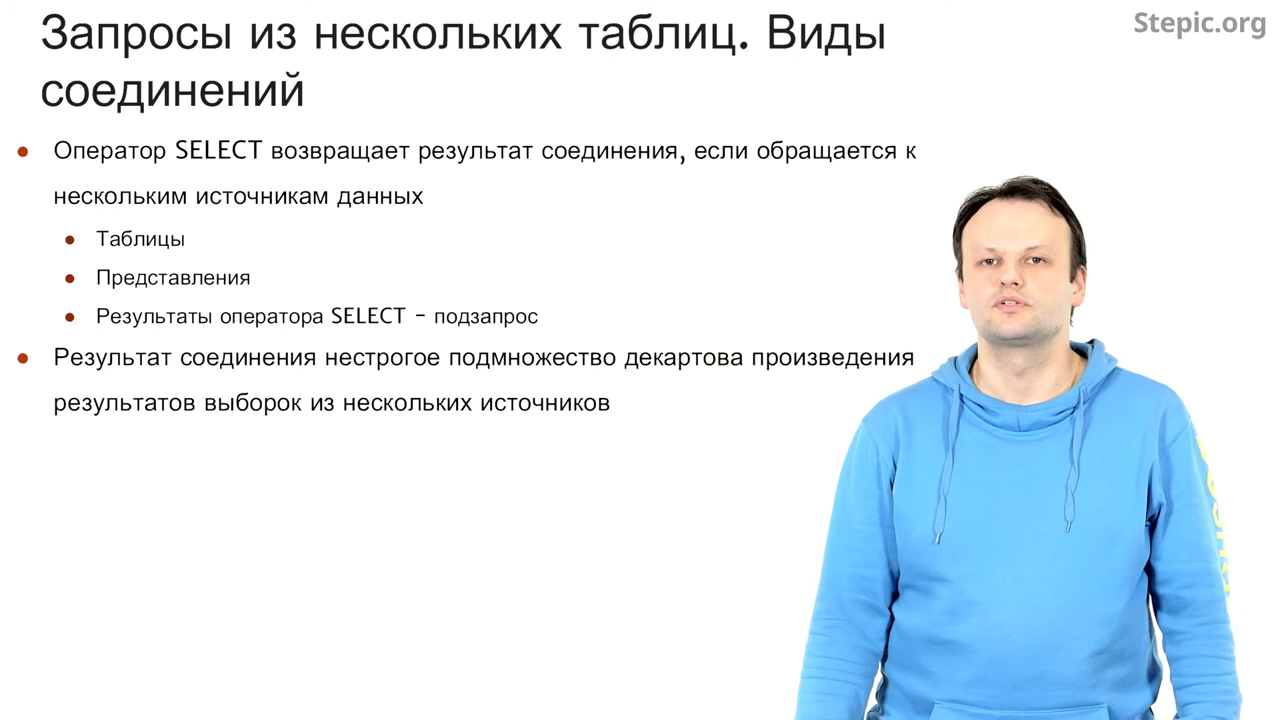 Stepic.org
Запросы из нескольких таблиц. Виды
соединений
Оператор SELECT возвращает результат соединения, если обращается к
нескольким источникам данных
Таблицы
Представления
Результаты оператора SELECT - подзапрос
Результат соединения нестрогое подмножество декартова произведения
результатов выборок из нескольких источников